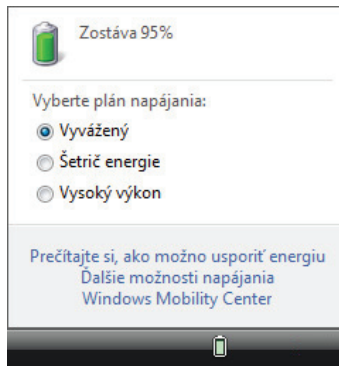 Zostáva 95%
Vyberte plán napájania:
Vyvážený
Šetrič energie
Vysoký výkon
Prečítajte si, ako možno usporiť energiu
Ďalšie možnosti napájania
Windows Mobility Center